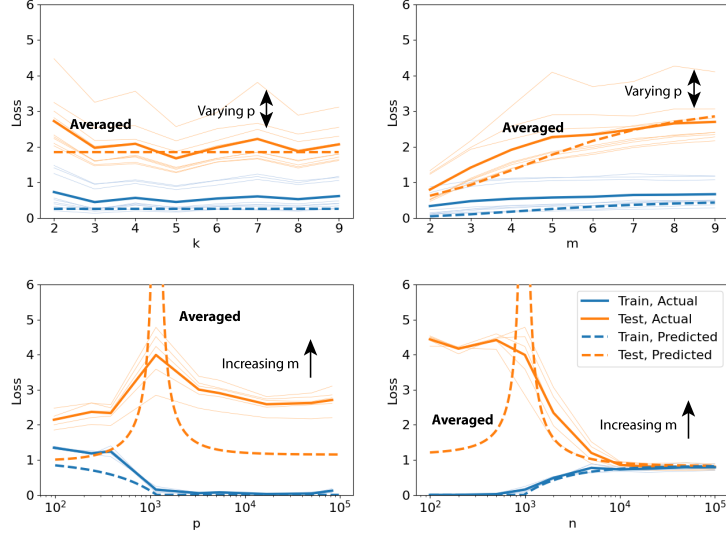 6
5
4
3
2
1
0
Loss
Averaged
Varying p
2 3 4 5 6 7 8 9
k
6
5
4
3
2
1
0
Loss
Averaged
Varying p
2 3 4 5 6 7 8 9
m
6
5
4
3
2
1
0
Loss
Averaged
Increasing m
10² 10³ 10⁴ 10⁵
p
6
5
4
3
2
1
0
Loss
Train, Actual
Test, Actual
Train, Predicted
Test, Predicted
Averaged
Increasing m
10² 10³ 10⁴ 10⁵
n